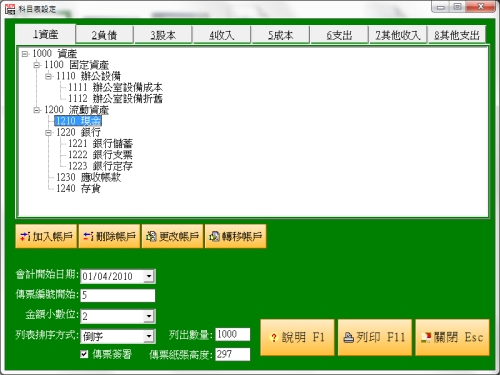 科目表設定
1資產 2負債 3股本 4收入 5成本 6支出 7其他收入 8其他支出
1000 資產
1100 固定資產
1110 辦公設備
1111 辦公室設備成本
1112 辦公室設備折舊
1200 流動資產
1210 現金
1220 銀行
1221 銀行儲蓄
1222 銀行支票
1223 銀行定存
1230 應收帳款
1240 存貨
加入帳戶 刪除帳戶 更改帳戶 轉移帳戶
會計開始日期: 01/04/2010
傳票編號開始: 5
金額小數位: 2
列表排序方式: 倒序 列出數量: 1000
傳票簽署 傳票紙張高度: 297
說明 F1 列印 F11 關閉 Esc